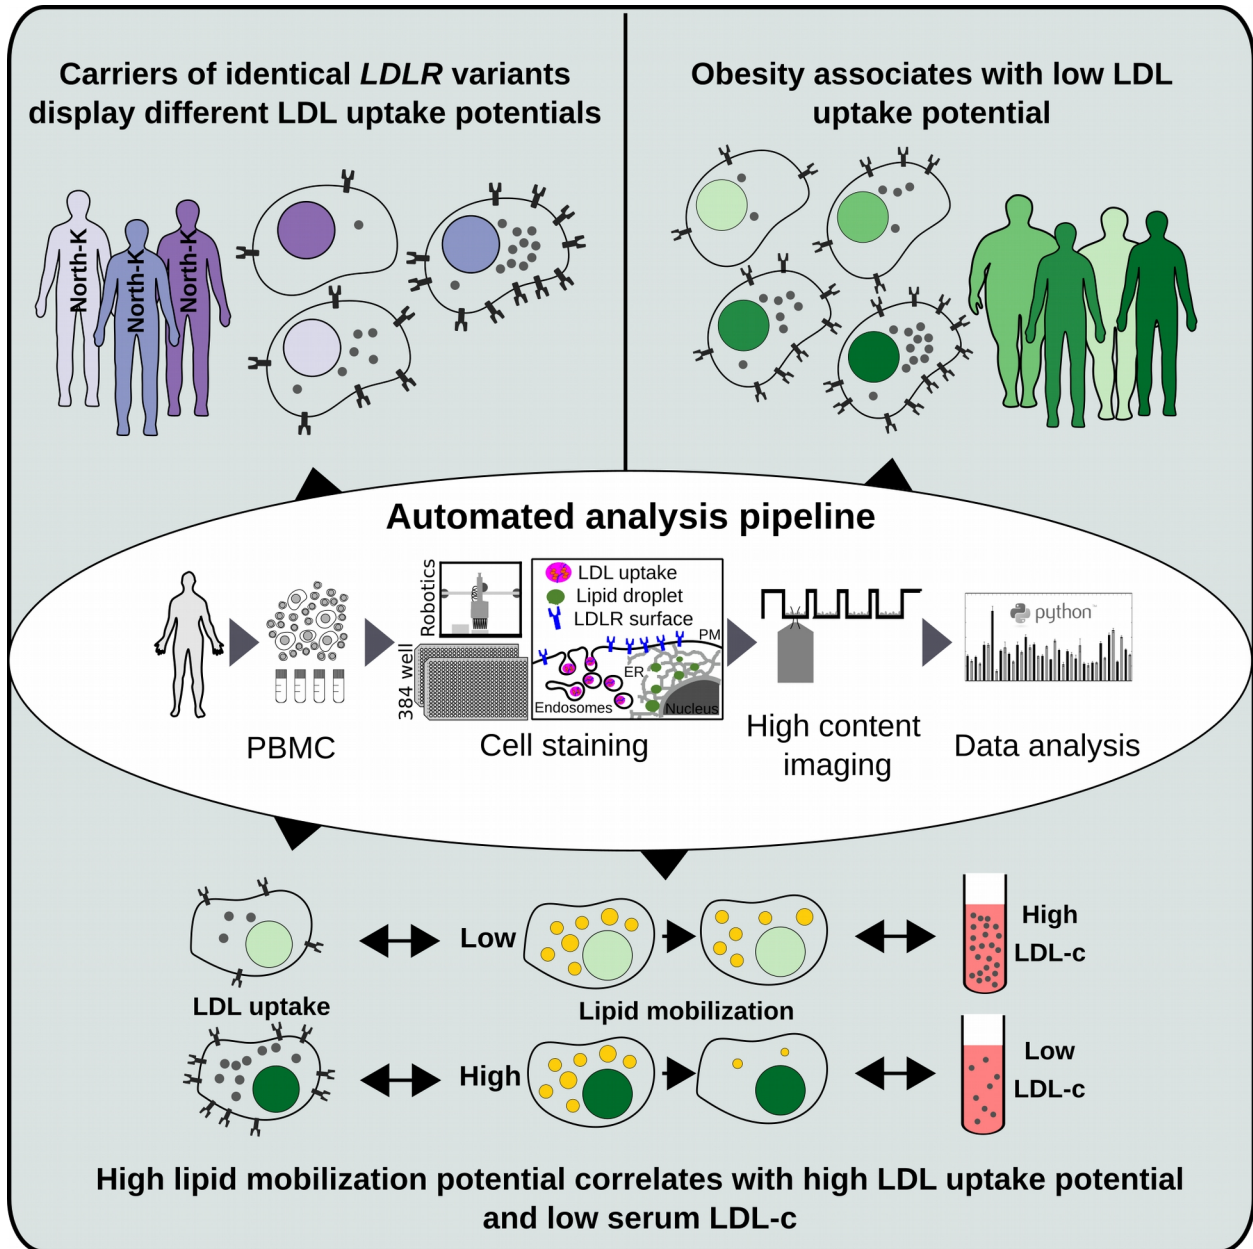 Carriers of identical LDLR variants
display different LDL uptake potentials
Obesity associates with low LDL
uptake potential
North-K
North-K
North-K
Automated analysis pipeline
Robotics
384 well
LDL uptake
Lipid droplet
LDLR surface
PM
ER
Endosomes
Nucleus
python™
PBMC
Cell staining
High content
imaging
Data analysis
Low
High
LDL-c
LDL uptake
Lipid mobilization
High
Low
LDL-c
High lipid mobilization potential correlates with high LDL uptake potential
and low serum LDL-c